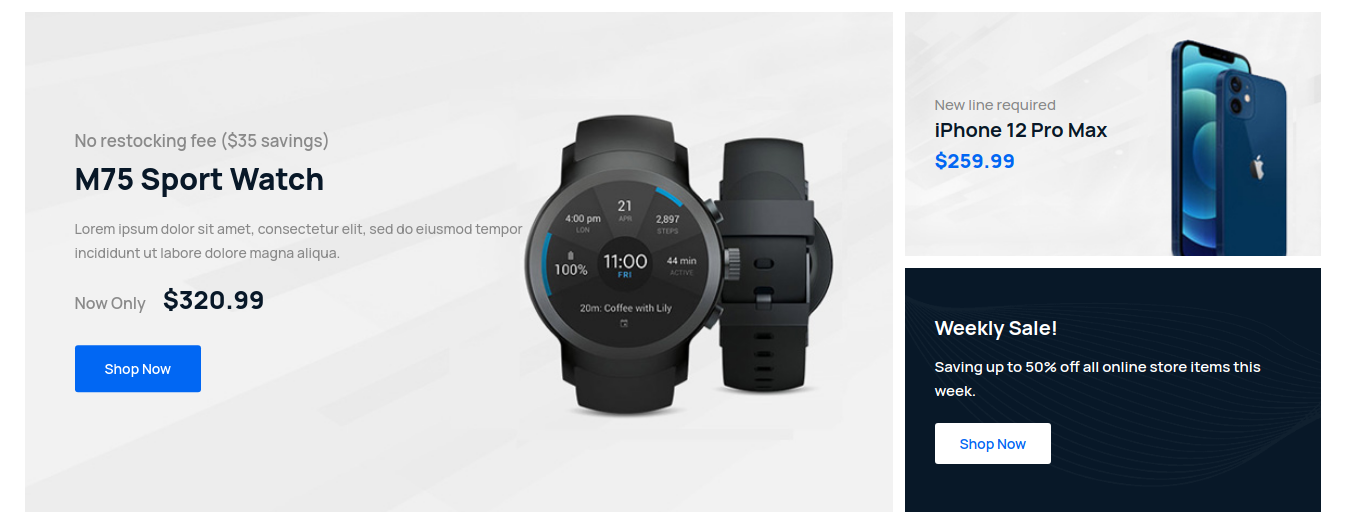 No restocking fee ($35 savings)
M75 Sport Watch
Lorem ipsum dolor sit amet, consectetur elit, sed do eiusmod tempor
incididunt ut labore dolore magna aliqua.
Now Only $320.99
Shop Now
21
APR
4:00 pm
LON
2,897
STEPS
100%
11:00
FRI
44 min
ACTIVE
20m: Coffee with Lily
New line required
iPhone 12 Pro Max
$259.99
Weekly Sale!
Saving up to 50% off all online store items this
week.
Shop Now